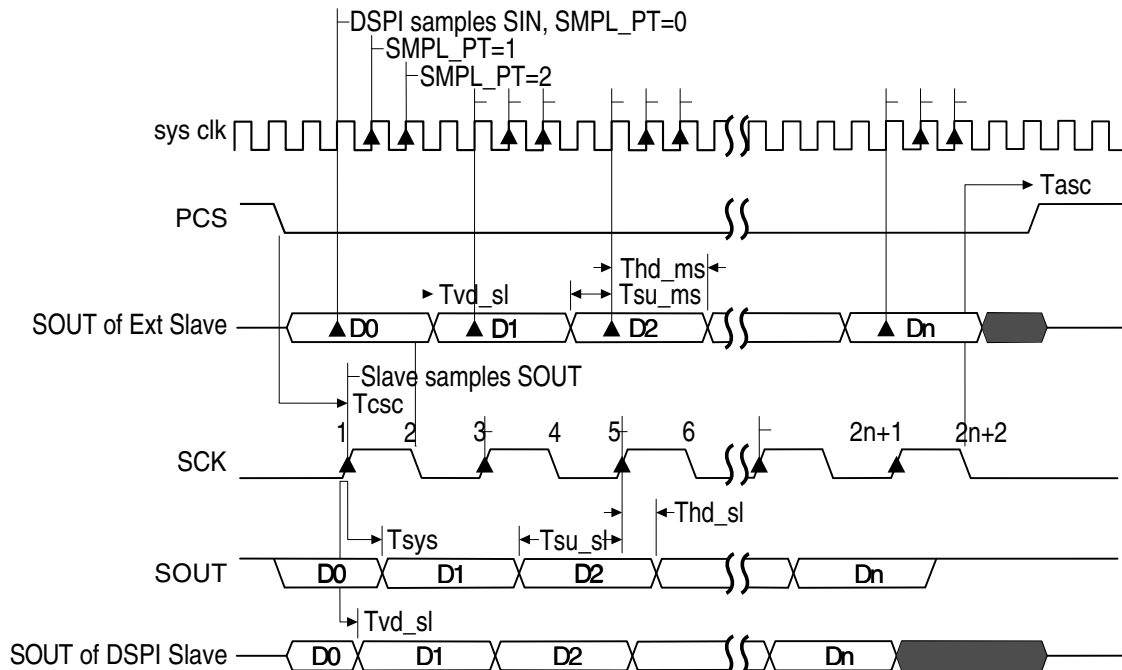 DSPI samples SIN, SMPL_PT=0
SMPL_PT=1
SMPL_PT=2
sys clk
Tasc
PCS
Thd_ms
Tvd_sl
Tsu_ms
SOUT of Ext Slave
D0 D1 D2 Dn
Slave samples SOUT
Tcsc
1 2 3 4 5 6 2n+1 2n+2
SCK
Thd_sl
Tsys
Tsu_sl
SOUT
D0 D1 D2 Dn
Tvd_sl
SOUT of DSPI Slave
D0 D1 D2 Dn